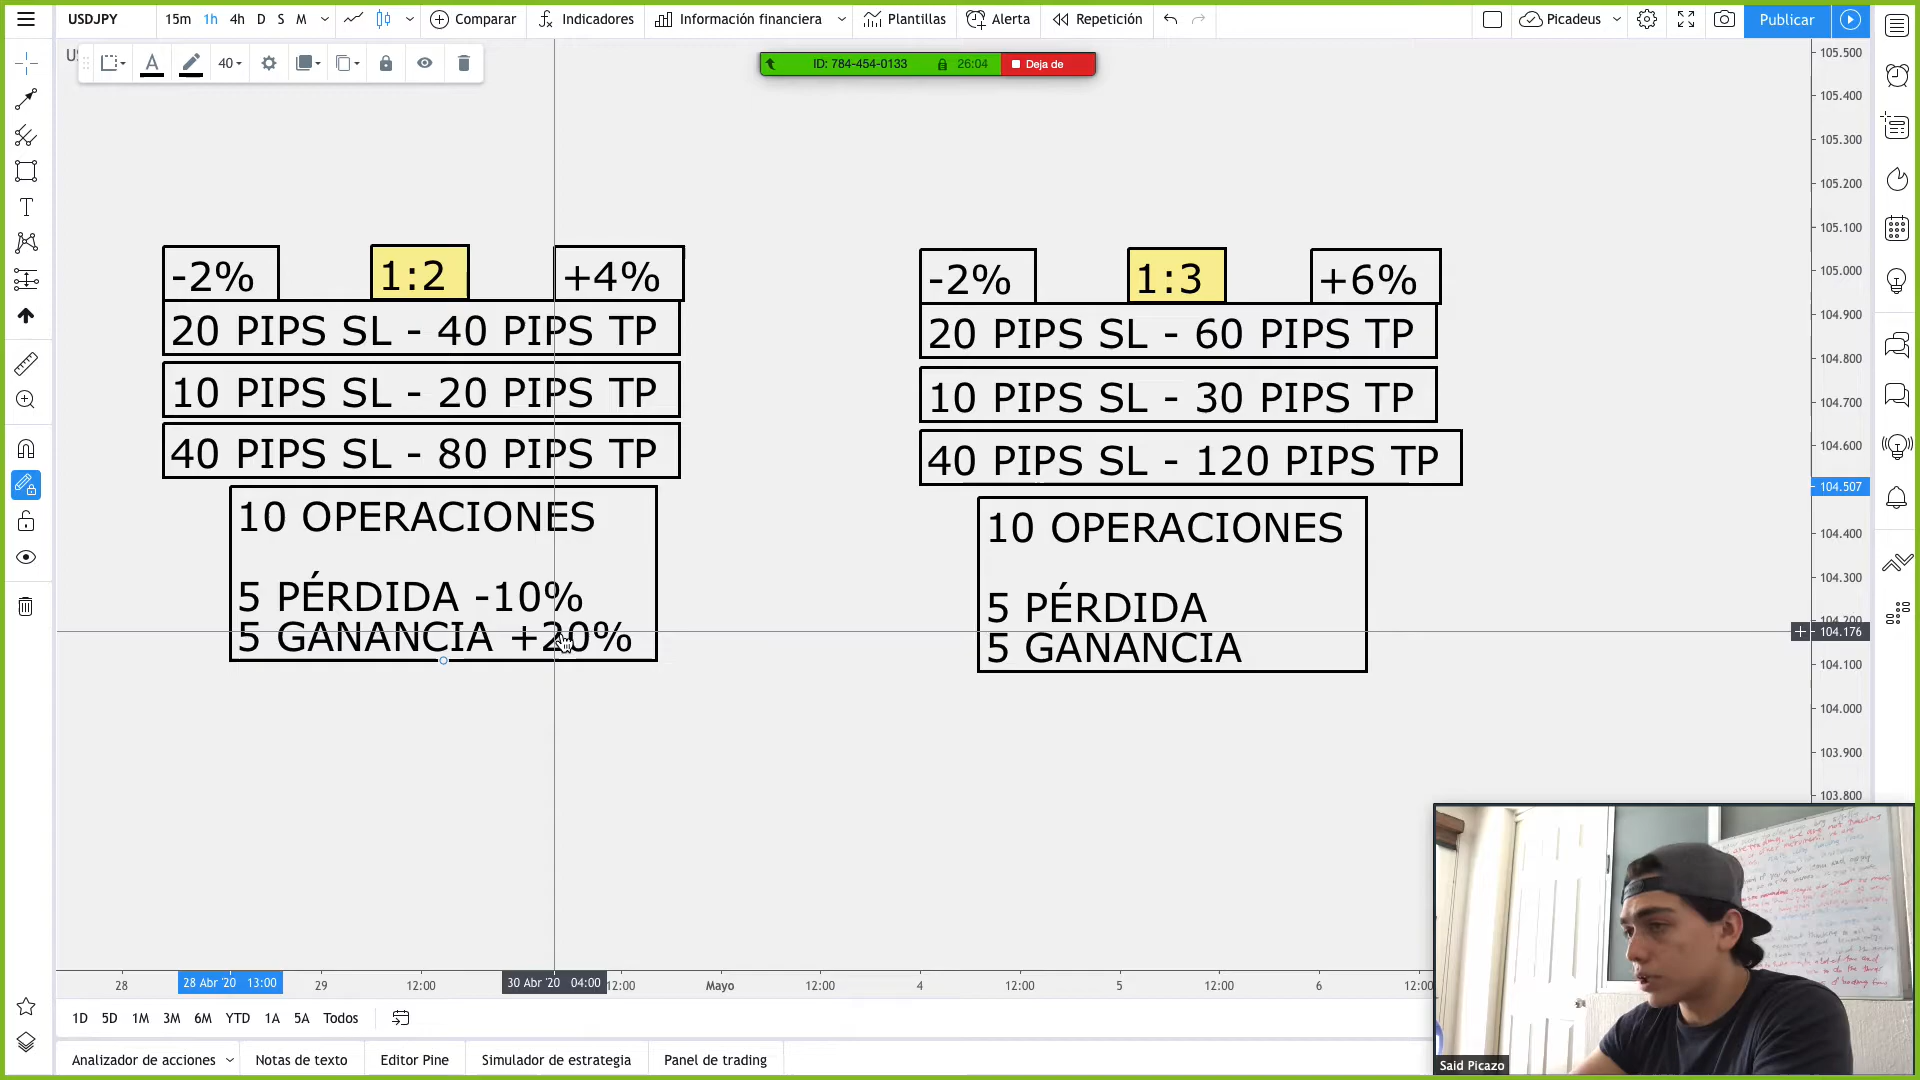 USDJPY 15m 1h 4h D S M Comparar Indicadores Información financiera Plantillas Alerta Repetición Picadeus Publicar
40
ID: 784-454-0133 26:04 Deja de
-2% 1:2 +4%
20 PIPS SL - 40 PIPS TP
10 PIPS SL - 20 PIPS TP
40 PIPS SL - 80 PIPS TP
10 OPERACIONES
5 PÉRDIDA -10%
5 GANANCIA +20%
-2% 1:3 +6%
20 PIPS SL - 60 PIPS TP
10 PIPS SL - 30 PIPS TP
40 PIPS SL - 120 PIPS TP
10 OPERACIONES
5 PÉRDIDA
5 GANANCIA
105.500
105.400
105.300
105.200
105.100
105.000
104.900
104.800
104.700
104.600
104.507
104.400
104.300
104.200
104.176
104.100
104.000
103.900
103.800
28 28 Abr '20 13:00 29 12:00 30 Abr '20 04:00 12:00 Mayo 12:00 4 12:00 5 12:00 6 12:00
1D 5D 1M 3M 6M YTD 1A 5A Todos
Analizador de acciones Notas de texto Editor Pine Simulador de estrategia Panel de trading
Said Picazo